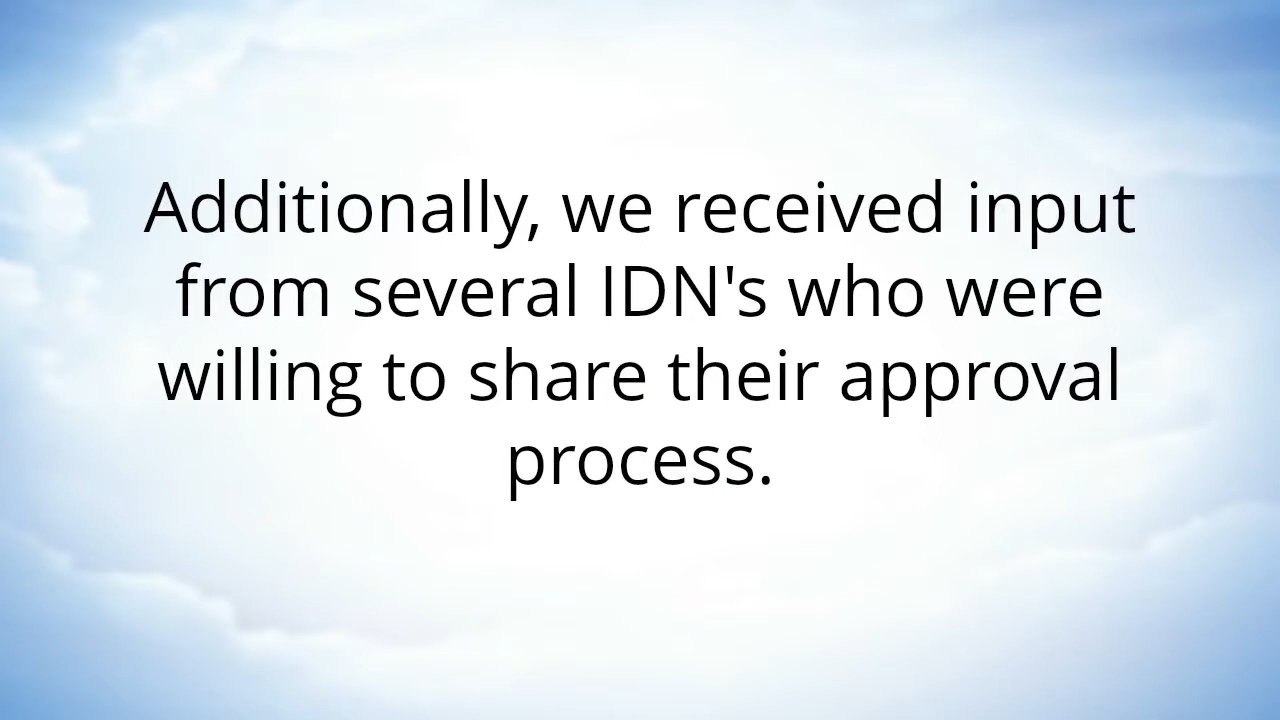 Additionally, we received input
from several IDN's who were
willing to share their approval
process.